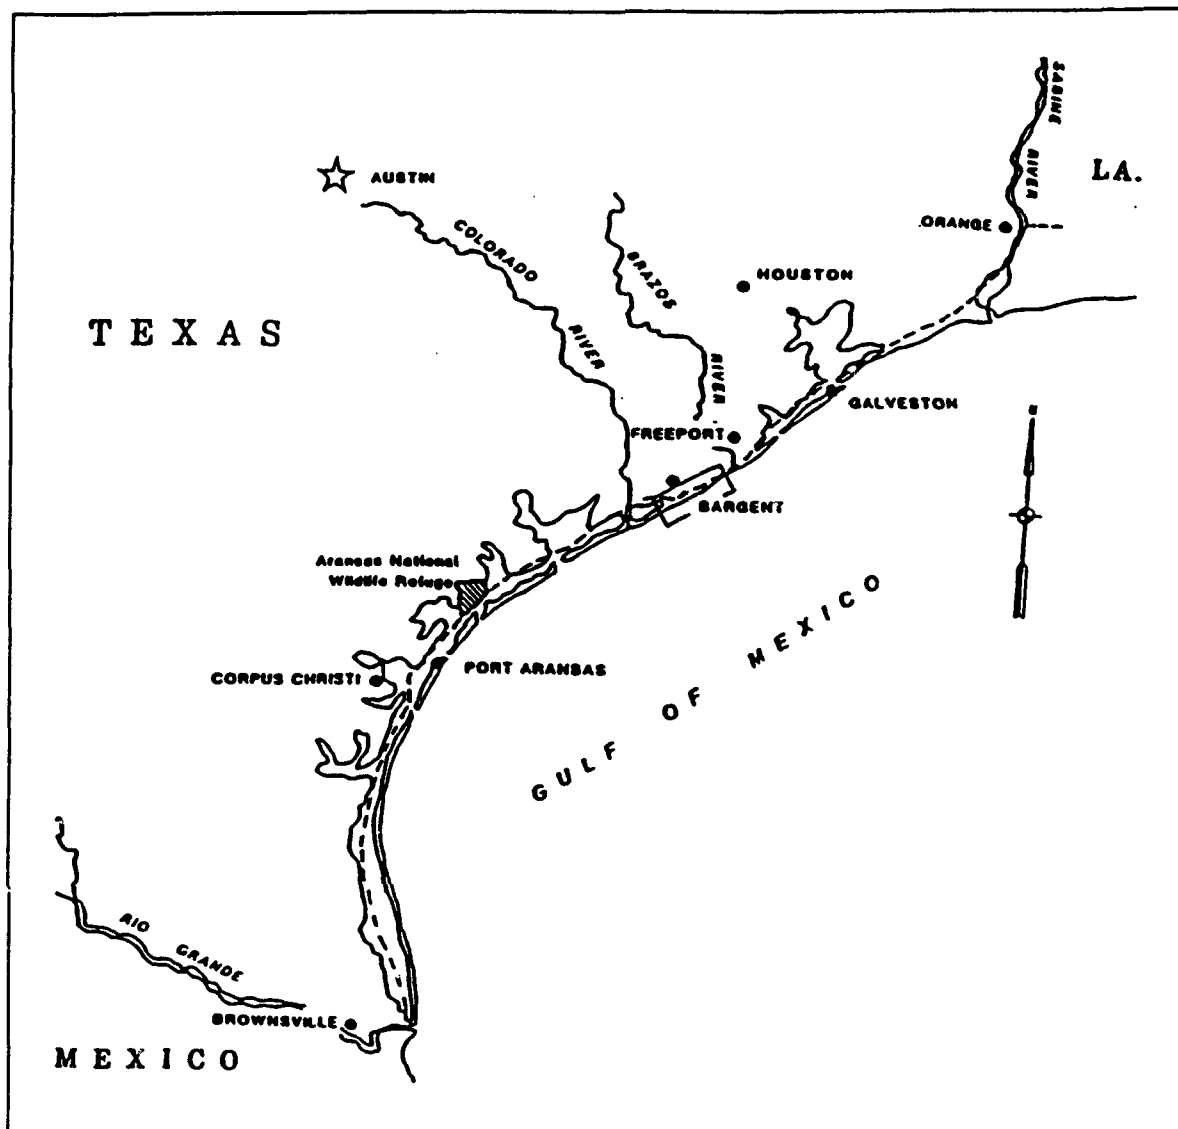 SABINE RIVER
LA.
AUSTIN
COLORADO RIVER
ORANGE
BRAZOS RIVER
HOUSTON
TEXAS
GALVESTON
FREEPORT
SARGENT
Aransas National
Wildlife Refuge
GULF OF MEXICO
PORT ARANSAS
CORPUS CHRISTI
RIO GRANDE
BROWNSVILLE
MEXICO